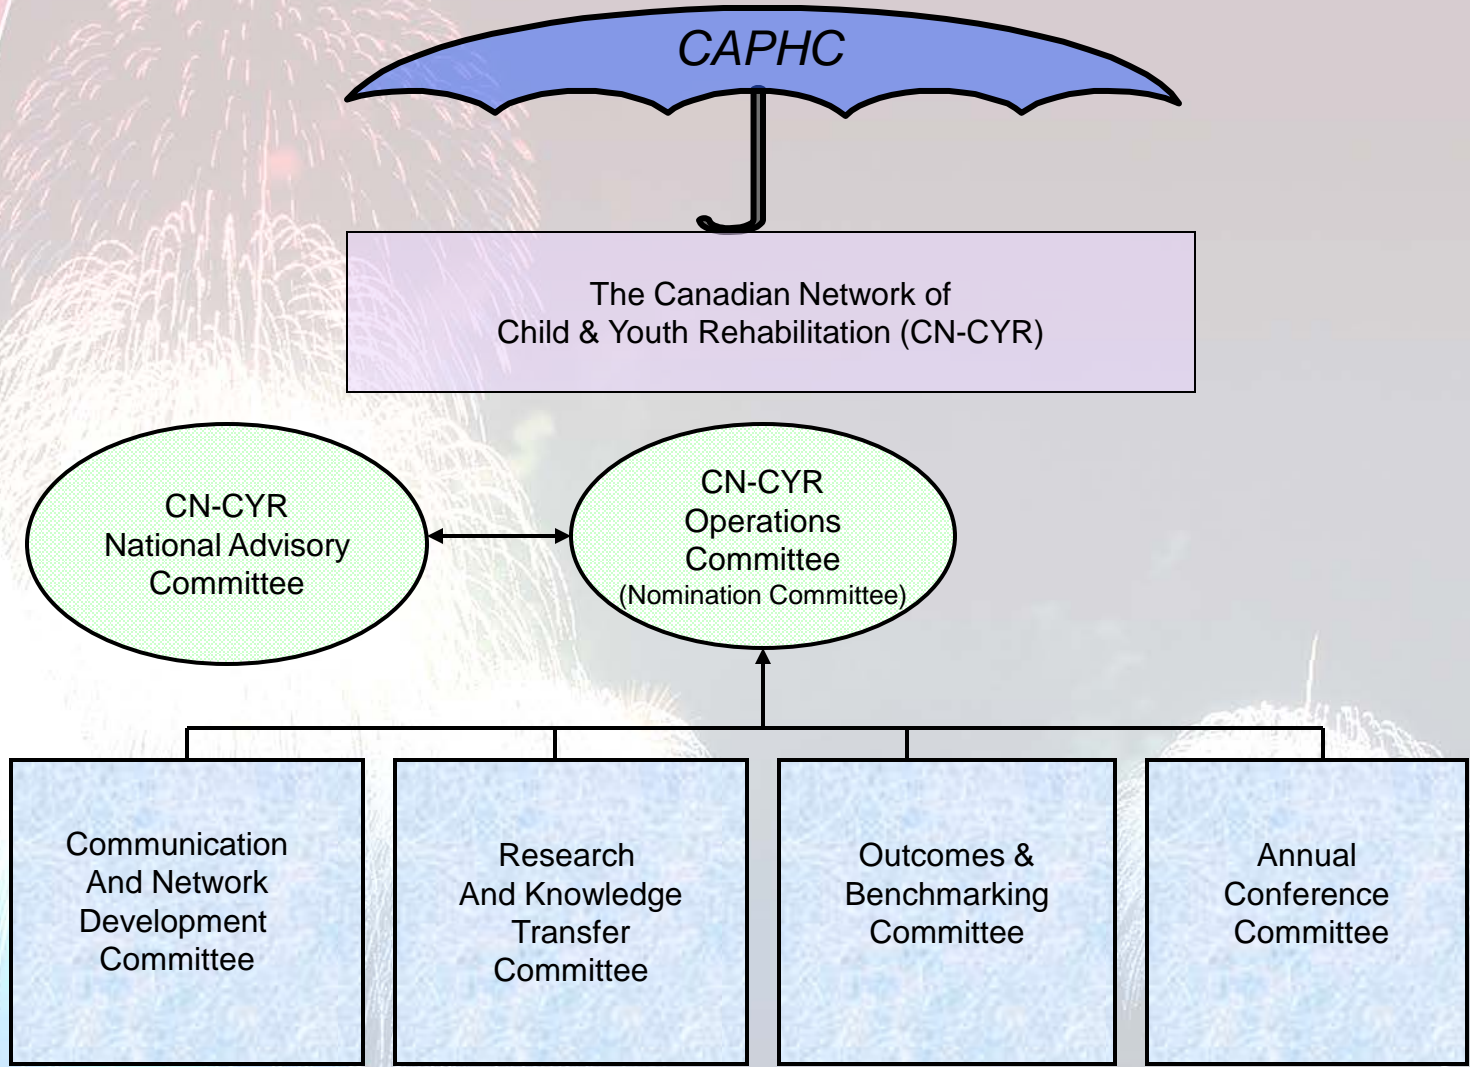 CAPHC
The Canadian Network of
Child & Youth Rehabilitation (CN-CYR)
CN-CYR
National Advisory
Committee
CN-CYR
Operations
Committee
(Nomination Committee)
Communication
And Network
Development
Committee
Research
And Knowledge
Transfer
Committee
Outcomes &
Benchmarking
Committee
Annual
Conference
Committee